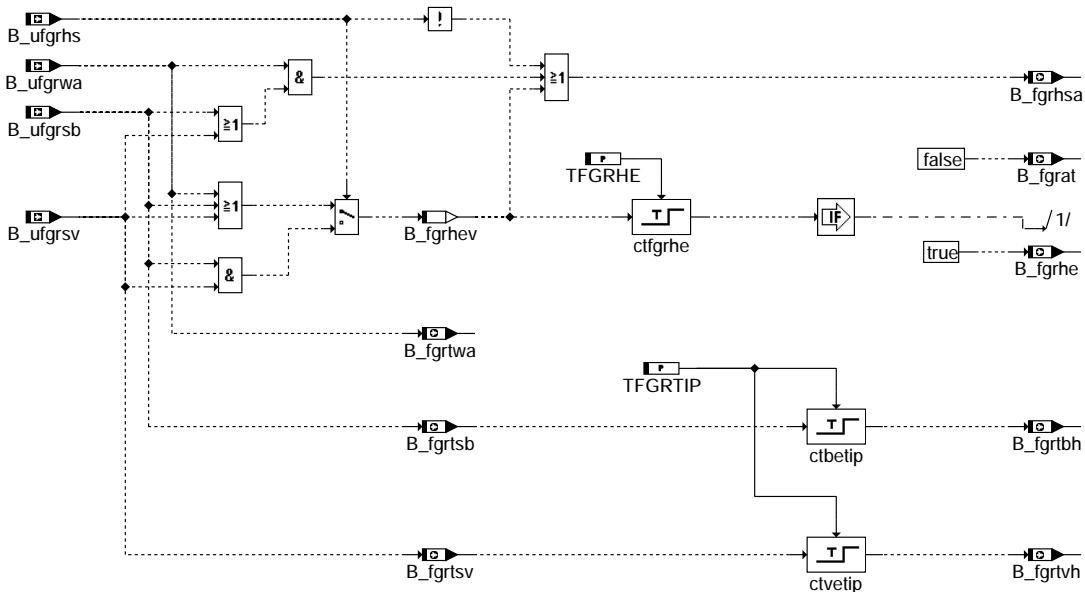 B_ufgrhs
!
B_ufgrwa
&
≥1
B_fgrhsa
B_ufgrsb
≥1
P
TFGRHE
false
B_fgrat
B_ufgrsv
≥1
B_fgrhev
T
ctfgrhe
IF
1/
true
B_fgrhe
&
B_fgrtwa
P
TFGRTIP
B_fgrtsb
T
ctbetip
B_fgrtbh
B_fgrtsv
T
ctvetip
B_fgrtvh